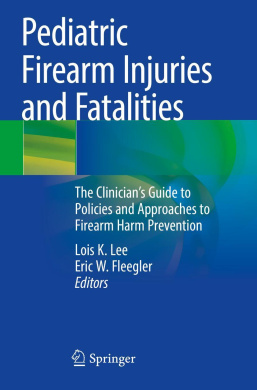 Pediatric
Firearm Injuries
and Fatalities
The Clinician's Guide to
Policies and Approaches to
Firearm Harm Prevention
Lois K. Lee
Eric W. Fleegler
Editors
Springer